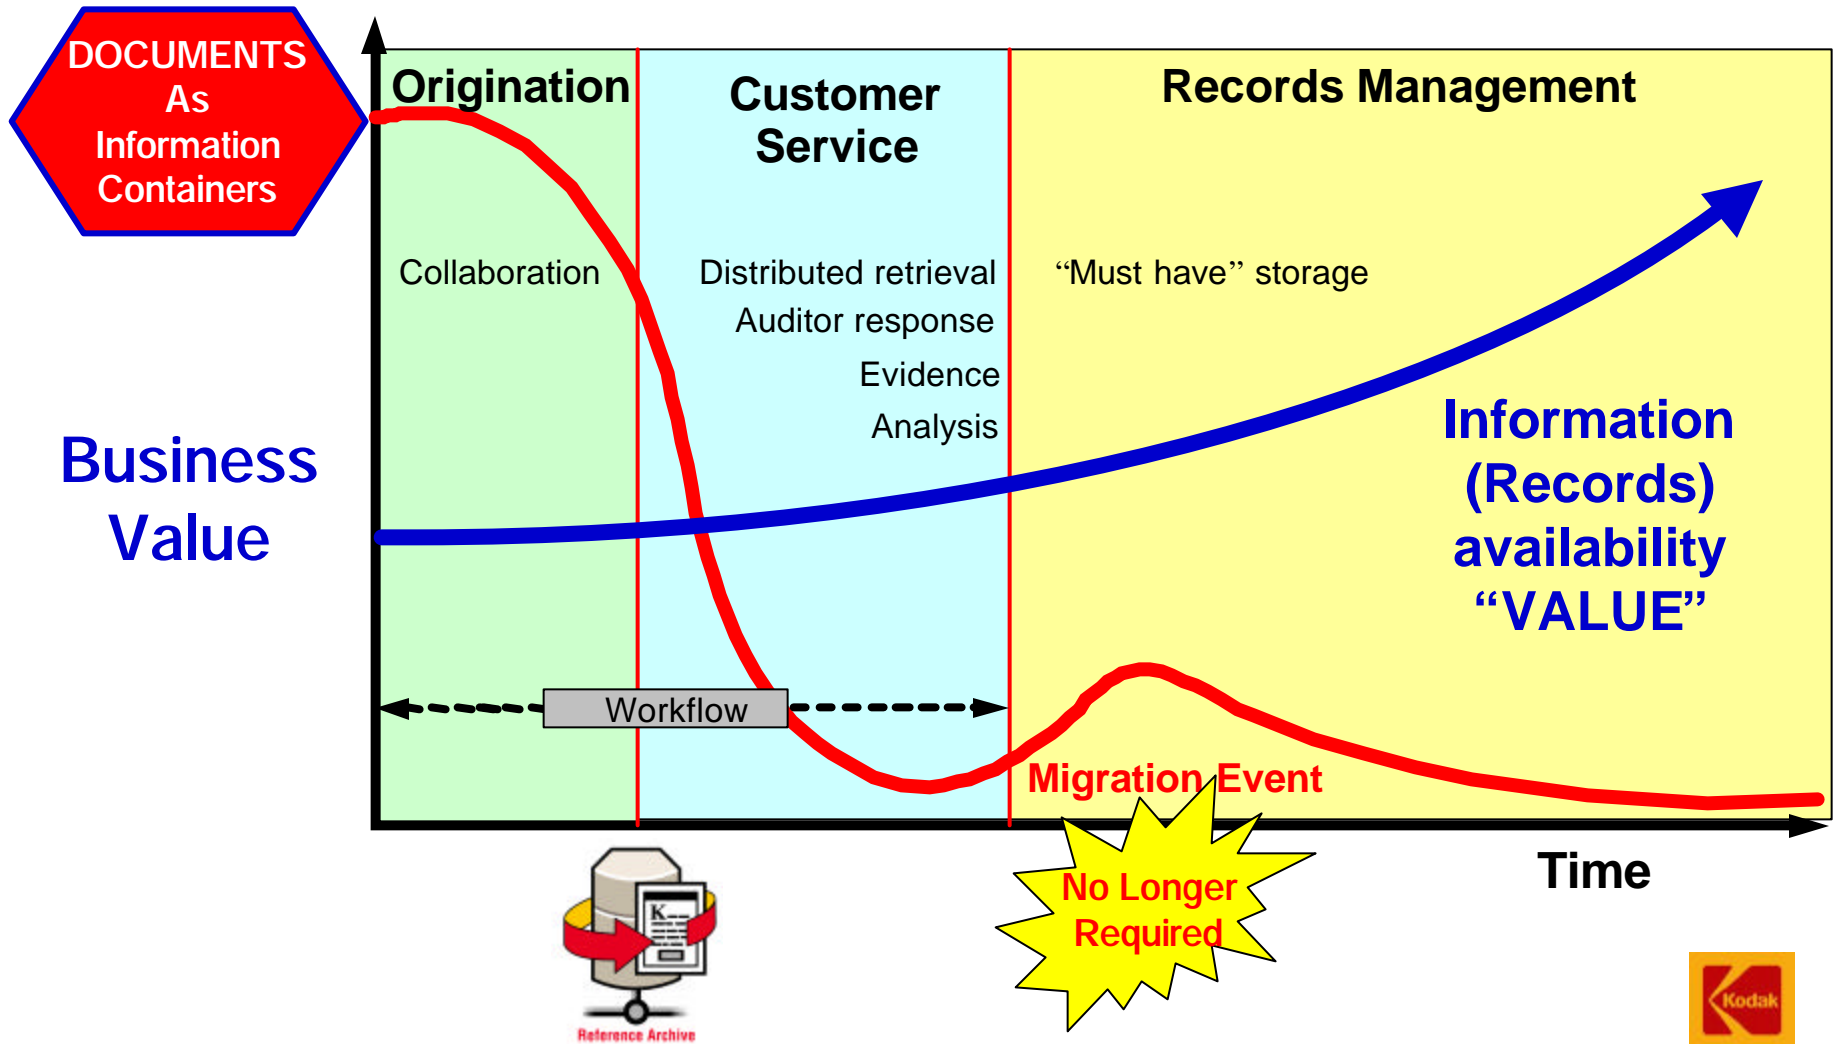 DOCUMENTS
As
Information
Containers
Origination
Customer
Service
Records Management
Collaboration
Distributed retrieval
Auditor response
Evidence
Analysis
“Must have” storage
Business
Value
Information
(Records)
availability
“VALUE”
Workflow
Migration Event
No Longer
Required
Time
K
Reference Archive
Kodak